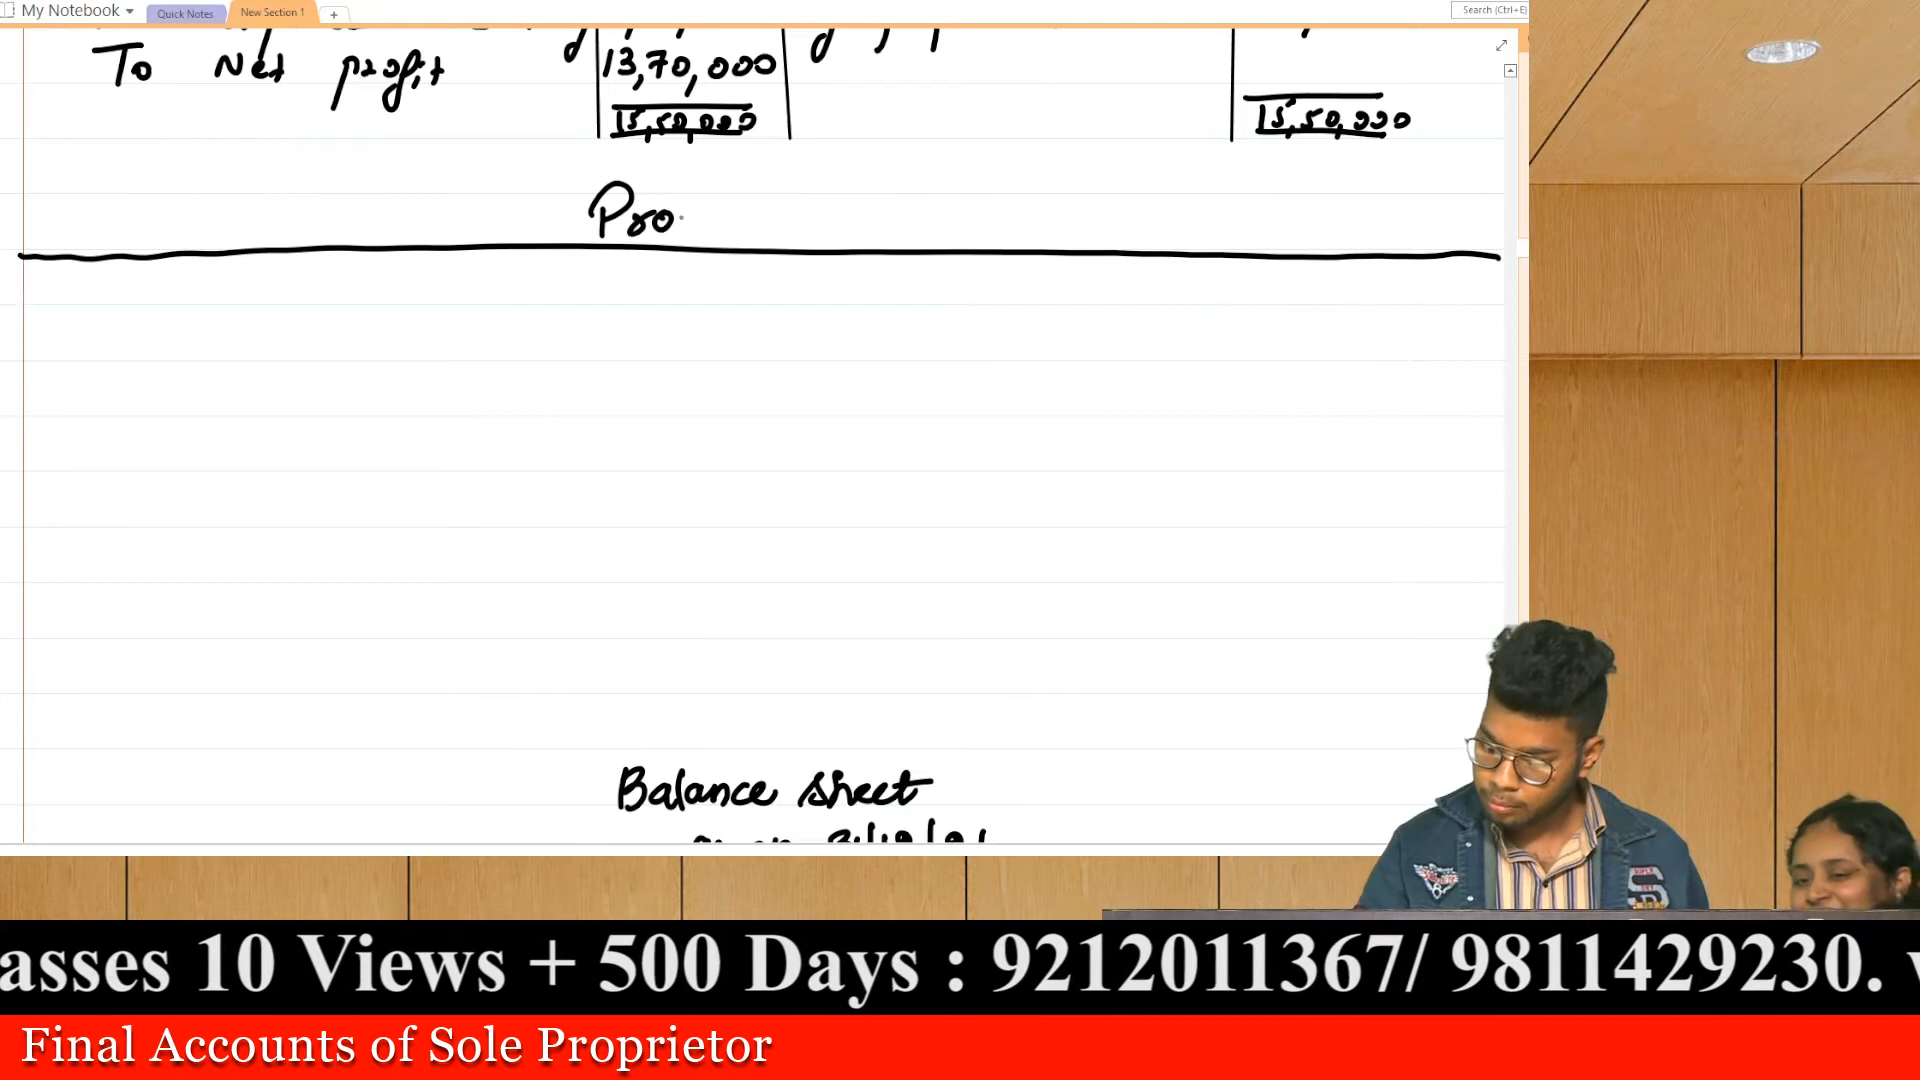 My Notebook
Quick Notes
New Section 1
+
Search (Ctrl+E)
To Net profit 13,70,000
15,50,000 15,50,000
Pro
Balance sheet
asses 10 Views + 500 Days : 9212011367/ 9811429230.
Final Accounts of Sole Proprietor